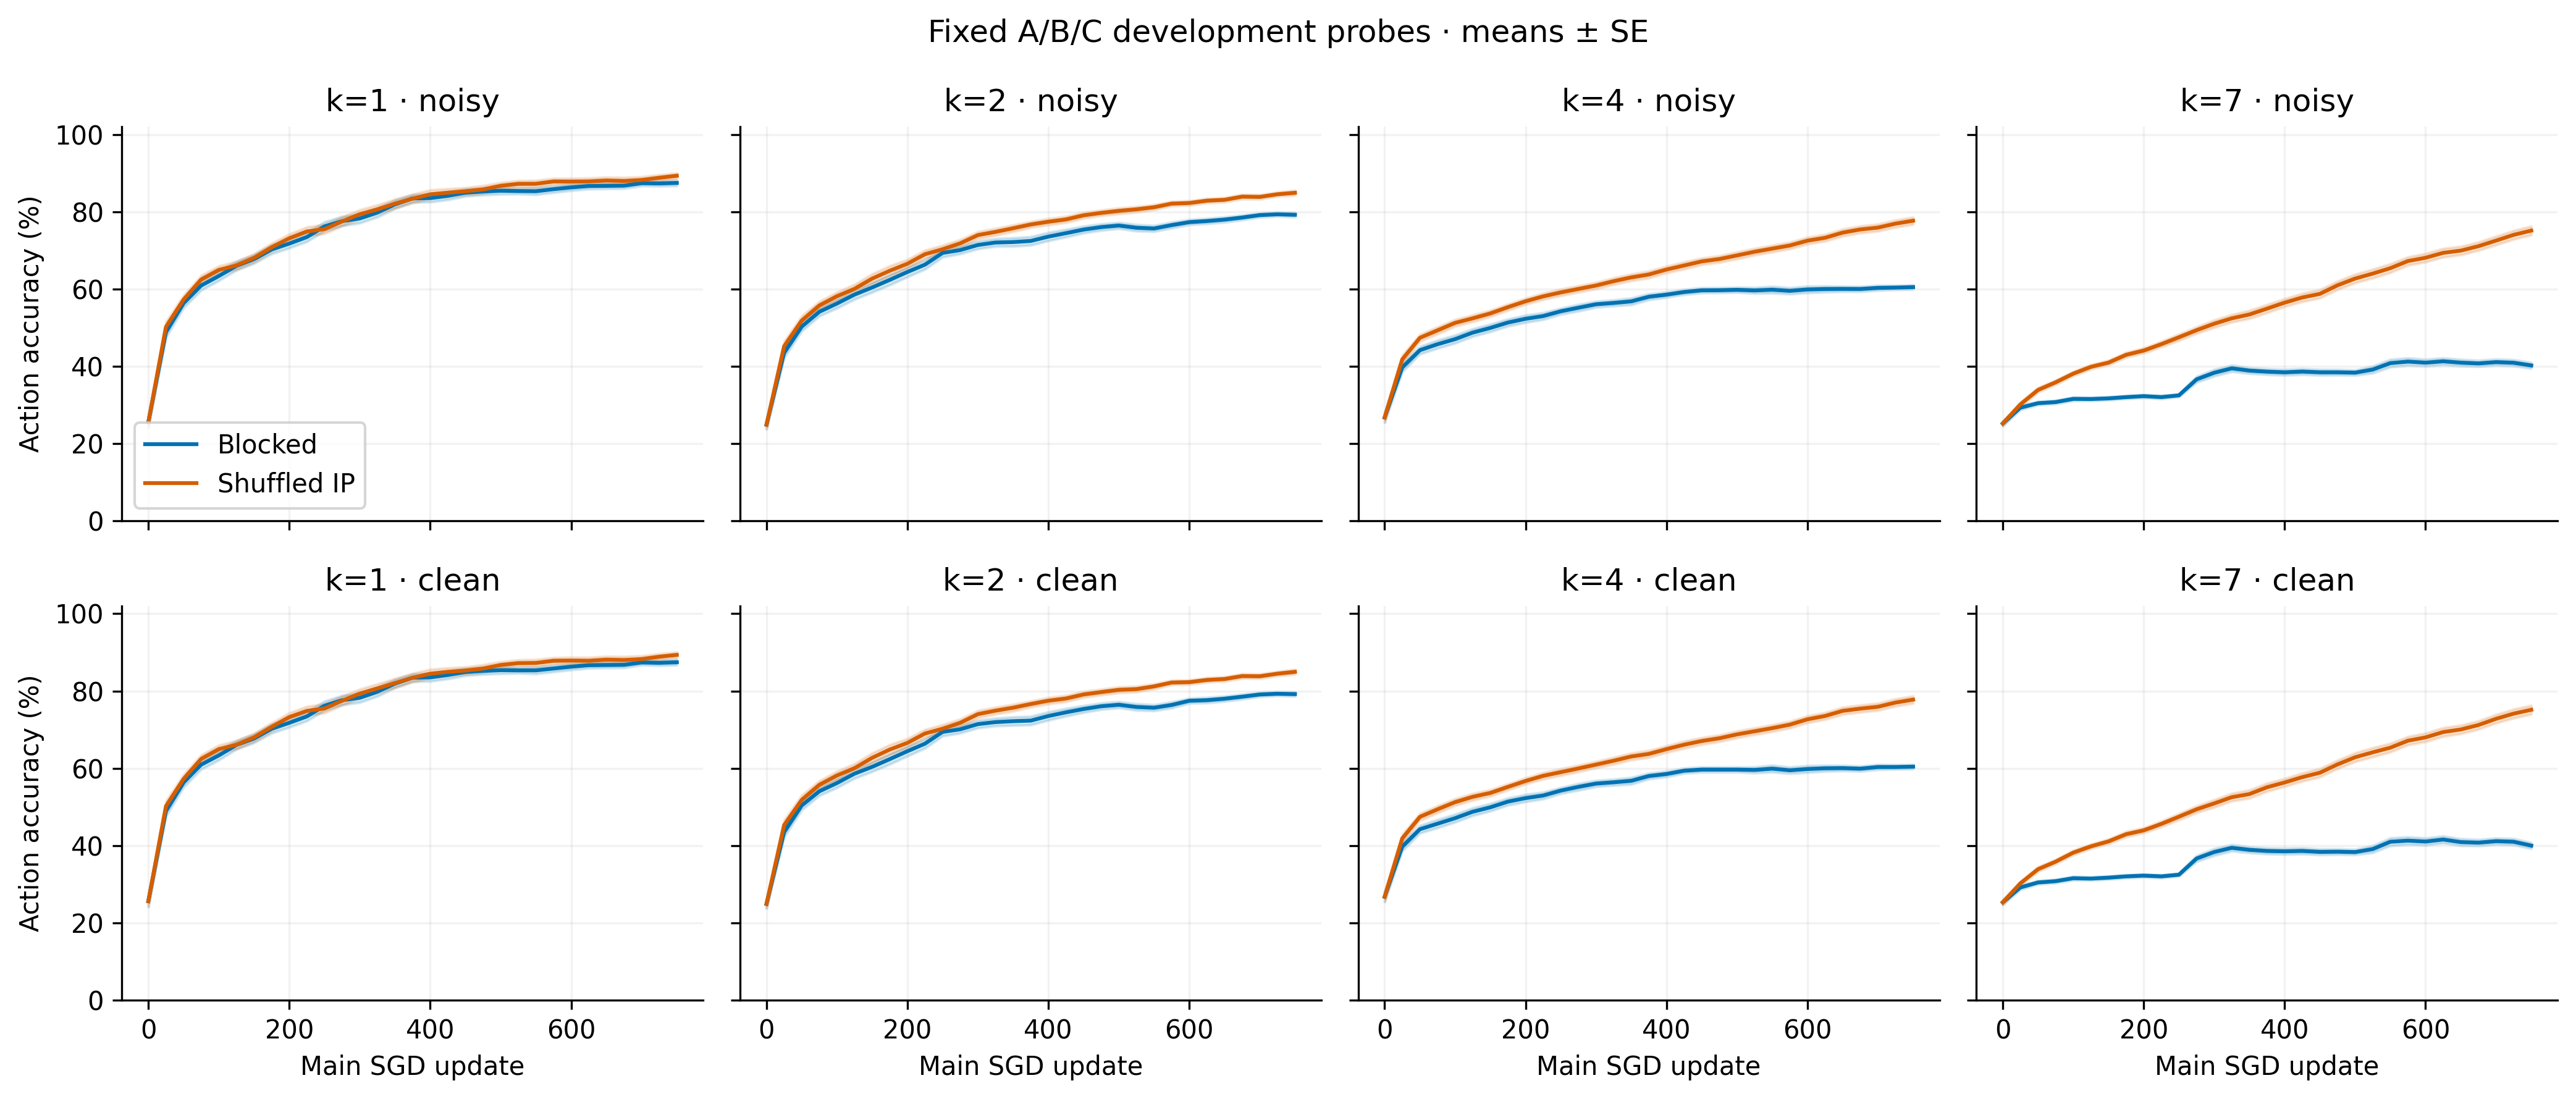 Fixed A/B/C development probes · means ± SE
k=1 · noisy
k=2 · noisy
k=4 · noisy
k=7 · noisy
Action accuracy (%)
100
80
60
40
20
0
Blocked
Shuffled IP
k=1 · clean
k=2 · clean
k=4 · clean
k=7 · clean
Action accuracy (%)
100
80
60
40
20
0
0 200 400 600
0 200 400 600
0 200 400 600
0 200 400 600
Main SGD update
Main SGD update
Main SGD update
Main SGD update